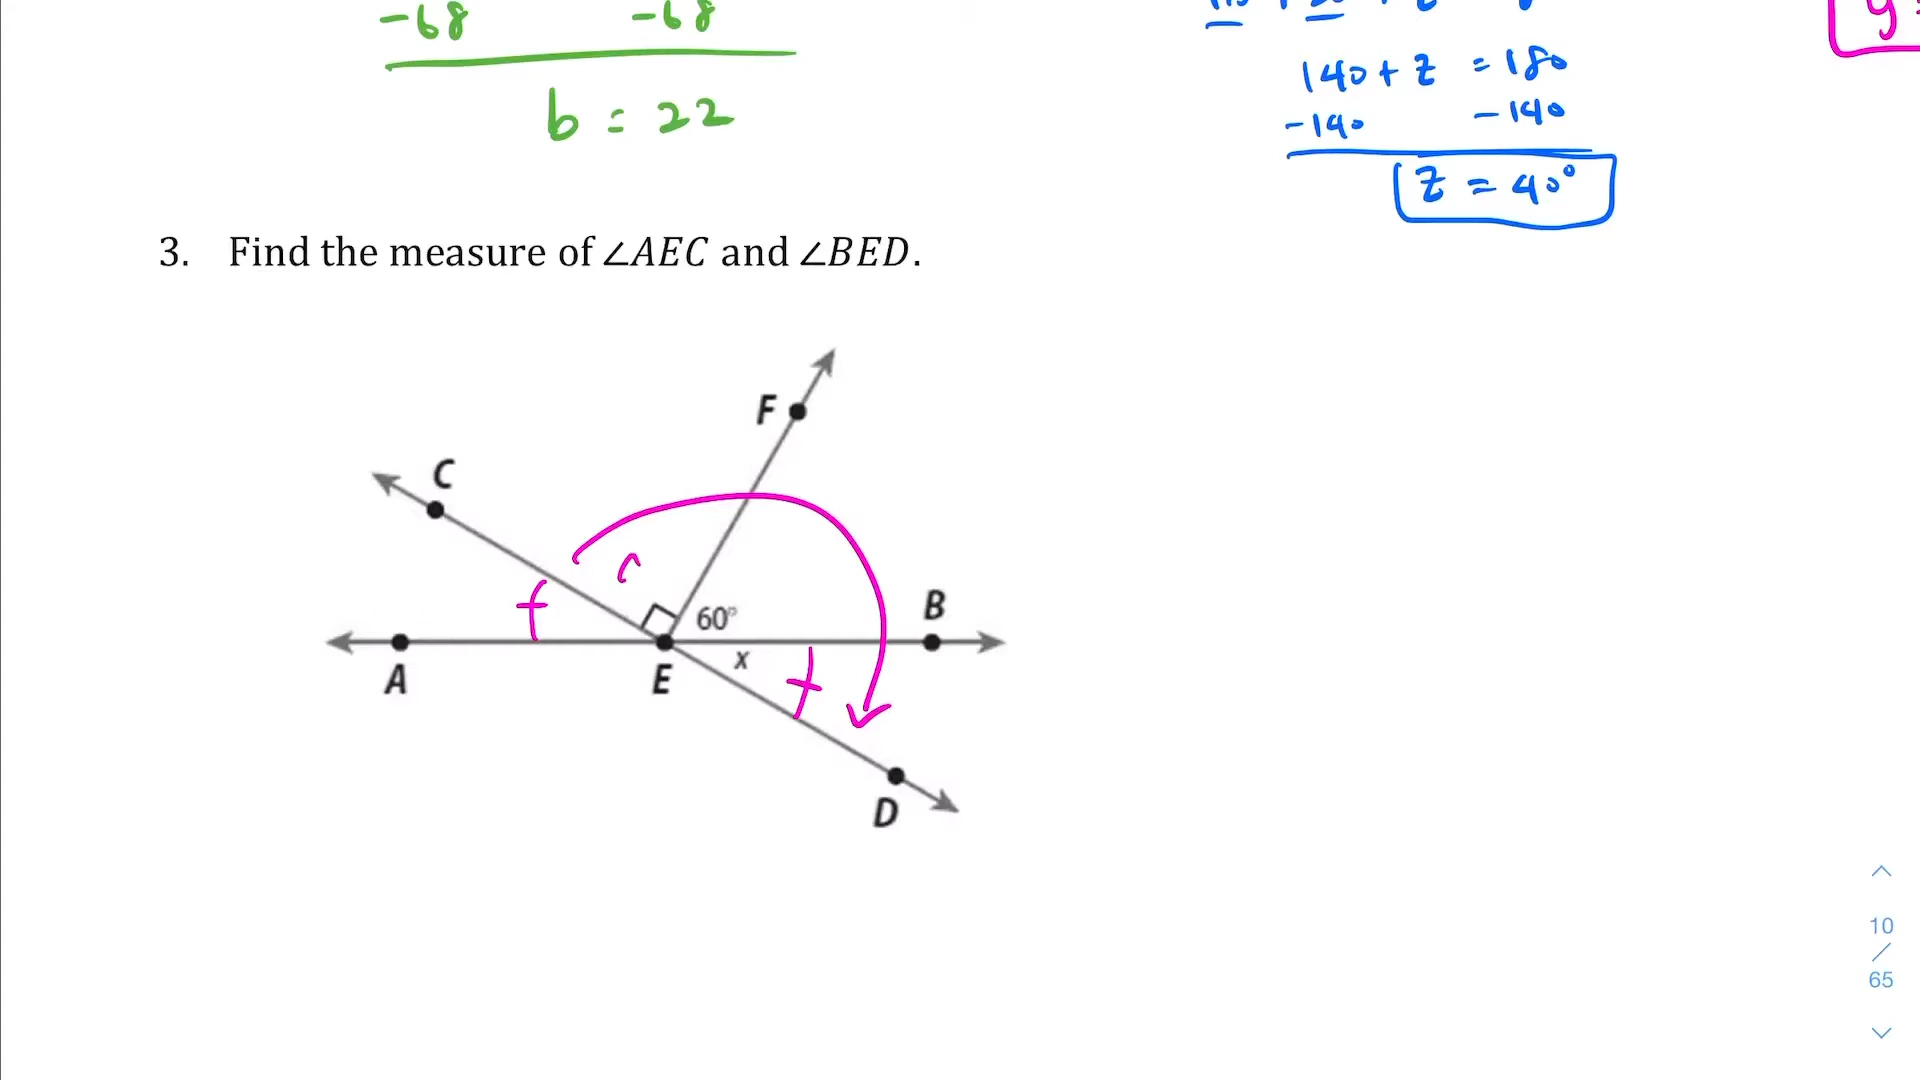 -68 -68
b = 22
140 + z = 180
-140 -140
z = 40°
3. Find the measure of ∠AEC and ∠BED.
F
C
60°
B
A
E
x
D
10
/
65